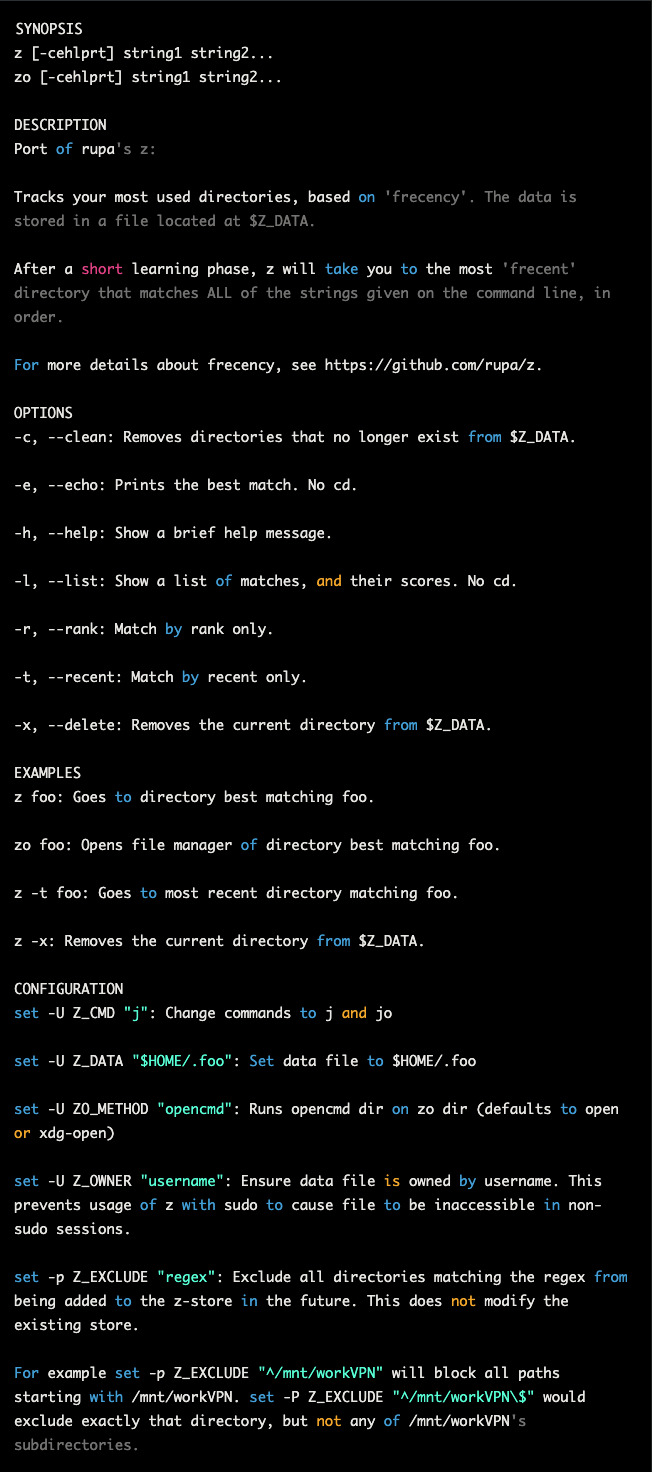 SYNOPSIS
z [-cehlprt] string1 string2...
zo [-cehlprt] string1 string2...
DESCRIPTION
Port of rupa's z:
Tracks your most used directories, based on 'frecency'. The data is
stored in a file located at $Z_DATA.
After a short learning phase, z will take you to the most 'frecent'
directory that matches ALL of the strings given on the command line, in
order.
For more details about frecency, see https://github.com/rupa/z.
OPTIONS
-c, --clean: Removes directories that no longer exist from $Z_DATA.
-e, --echo: Prints the best match. No cd.
-h, --help: Show a brief help message.
-l, --list: Show a list of matches, and their scores. No cd.
-r, --rank: Match by rank only.
-t, --recent: Match by recent only.
-x, --delete: Removes the current directory from $Z_DATA.
EXAMPLES
z foo: Goes to directory best matching foo.
zo foo: Opens file manager of directory best matching foo.
z -t foo: Goes to most recent directory matching foo.
z -x: Removes the current directory from $Z_DATA.
CONFIGURATION
set -U Z_CMD "j": Change commands to j and jo
set -U Z_DATA "$HOME/.foo": Set data file to $HOME/.foo
set -U ZO_METHOD "opencmd": Runs opencmd dir on zo dir (defaults to open
or xdg-open)
set -U Z_OWNER "username": Ensure data file is owned by username. This
prevents usage of z with sudo to cause file to be inaccessible in non-
sudo sessions.
set -p Z_EXCLUDE "regex": Exclude all directories matching the regex from
being added to the z-store in the future. This does not modify the
existing store.
For example set -p Z_EXCLUDE "^/mnt/workVPN" will block all paths
starting with /mnt/workVPN. set -P Z_EXCLUDE "^/mnt/workVPN\$" would
exclude exactly that directory, but not any of /mnt/workVPN's
subdirectories.